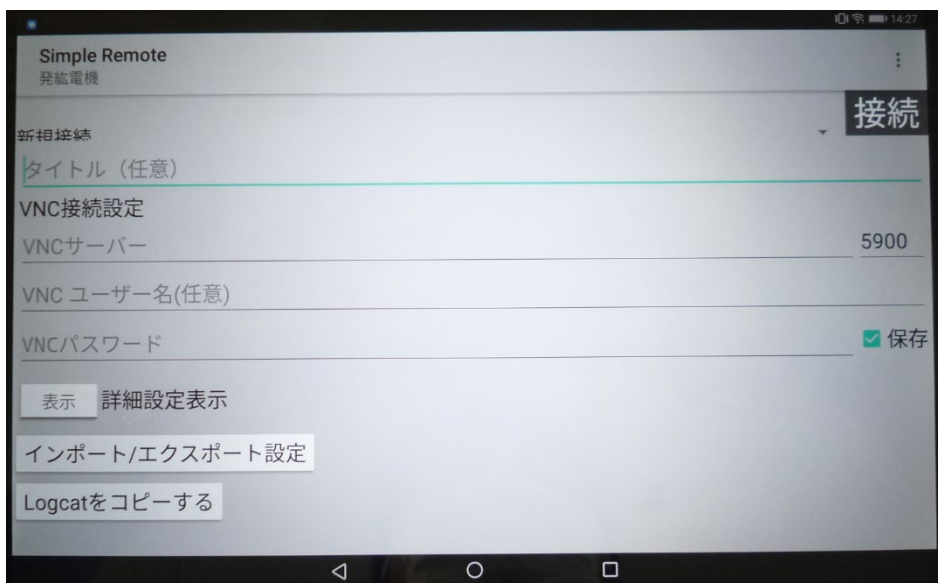 14:27
Simple Remote
発紘電機
接続
新規接続
タイトル（任意）
VNC接続設定
VNCサーバー 5900
VNC ユーザー名(任意)
VNCパスワード 保存
表示 詳細設定表示
インポート/エクスポート設定
Logcatをコピーする